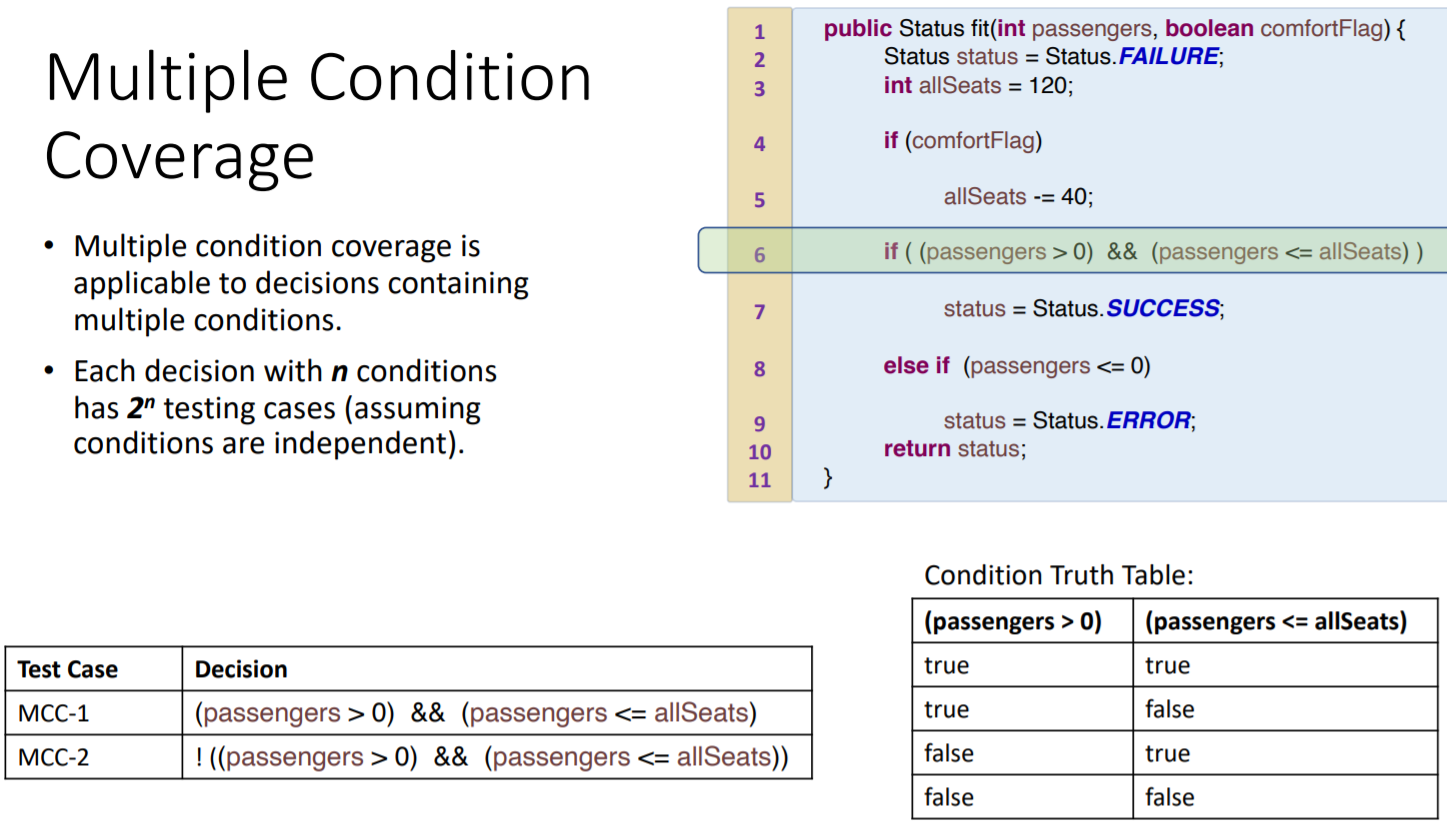 Multiple Condition
Coverage
• Multiple condition coverage is
applicable to decisions containing
multiple conditions.
• Each decision with n conditions
has 2ⁿ testing cases (assuming
conditions are independent).
1 public Status fit(int passengers, boolean comfortFlag) {
2 Status status = Status.FAILURE;
3 int allSeats = 120;
4 if (comfortFlag)
5 allSeats -= 40;
6 if ( (passengers > 0) && (passengers <= allSeats) )
7 status = Status.SUCCESS;
8 else if (passengers <= 0)
9 status = Status.ERROR;
10 return status;
11 }
Test Case Decision
MCC-1 (passengers > 0) && (passengers <= allSeats)
MCC-2 ! ((passengers > 0) && (passengers <= allSeats))
Condition Truth Table:
(passengers > 0) (passengers <= allSeats)
true true
true false
false true
false false